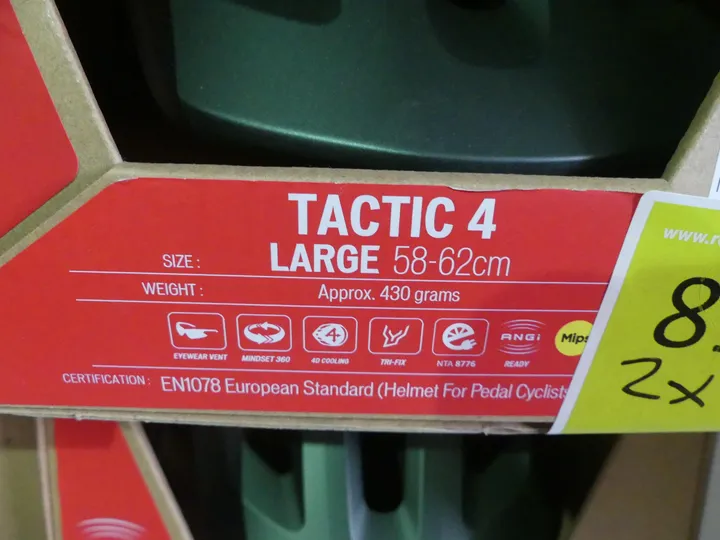 TACTIC 4
SIZE : LARGE 58-62cm
WEIGHT : Approx. 430 grams
4
ANGi
Mips
EYEWEAR VENT MINDSET 360 4D COOLING TRI-FIX NTA 8776 READY
CERTIFICATION : EN1078 European Standard (Helmet For Pedal Cyclists
www.r
8
2x